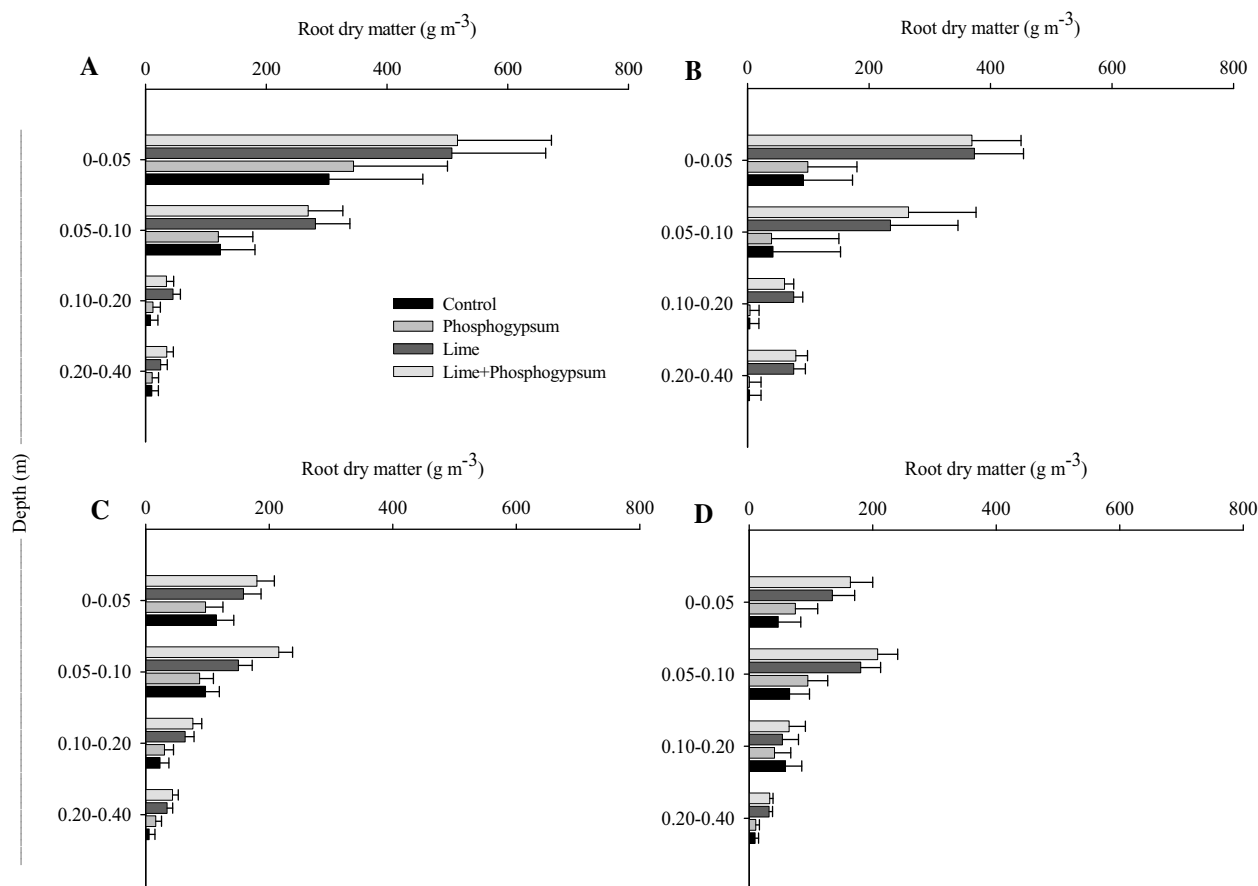 Root dry matter (g m-3)
A
0 200 400 600 800
0-0.05
0.05-0.10
0.10-0.20
0.20-0.40
Control
Phosphogypsum
Lime
Lime+Phosphogypsum
Root dry matter (g m-3)
B
0 200 400 600 800
0-0.05
0.05-0.10
0.10-0.20
0.20-0.40
Depth (m)
Root dry matter (g m-3)
C
0 200 400 600 800
0-0.05
0.05-0.10
0.10-0.20
0.20-0.40
Root dry matter (g m-3)
D
0 200 400 600 800
0-0.05
0.05-0.10
0.10-0.20
0.20-0.40